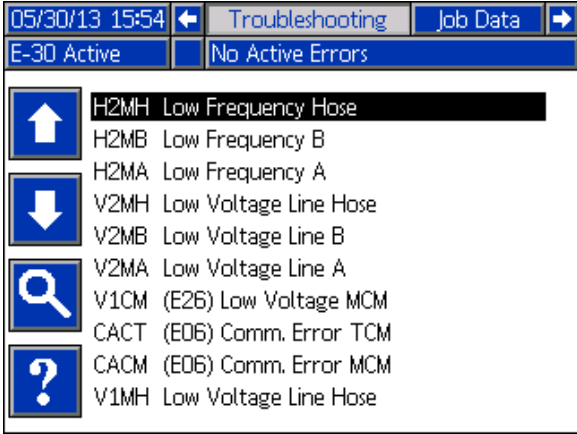 05/30/13 15:54 Troubleshooting Job Data
E-30 Active No Active Errors
H2MH Low Frequency Hose
H2MB Low Frequency B
H2MA Low Frequency A
V2MH Low Voltage Line Hose
V2MB Low Voltage Line B
V2MA Low Voltage Line A
V1CM (E26) Low Voltage MCM
CACT (E06) Comm. Error TCM
CACM (E06) Comm. Error MCM
? V1MH Low Voltage Line Hose